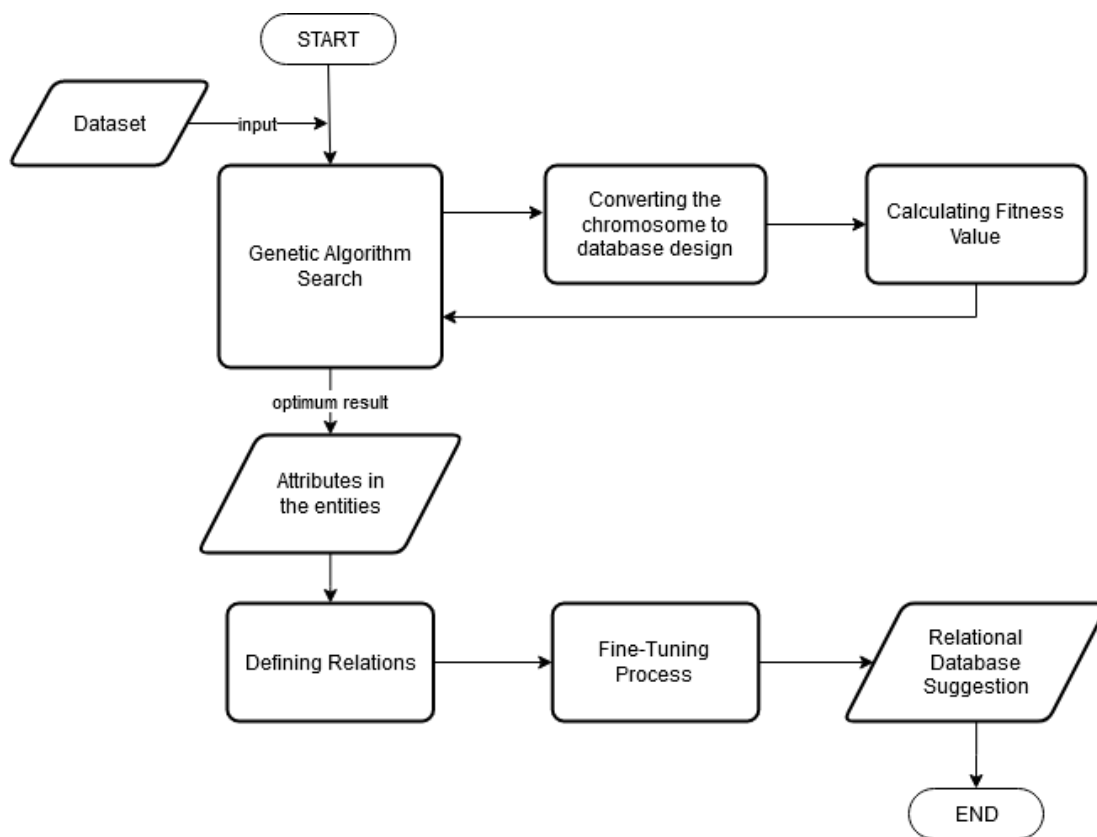 START
Dataset
input
Genetic Algorithm
Search
Converting the
chromosome to
database design
Calculating Fitness
Value
optimum result
Attributes in
the entities
Defining Relations
Fine-Tuning
Process
Relational
Database
Suggestion
END